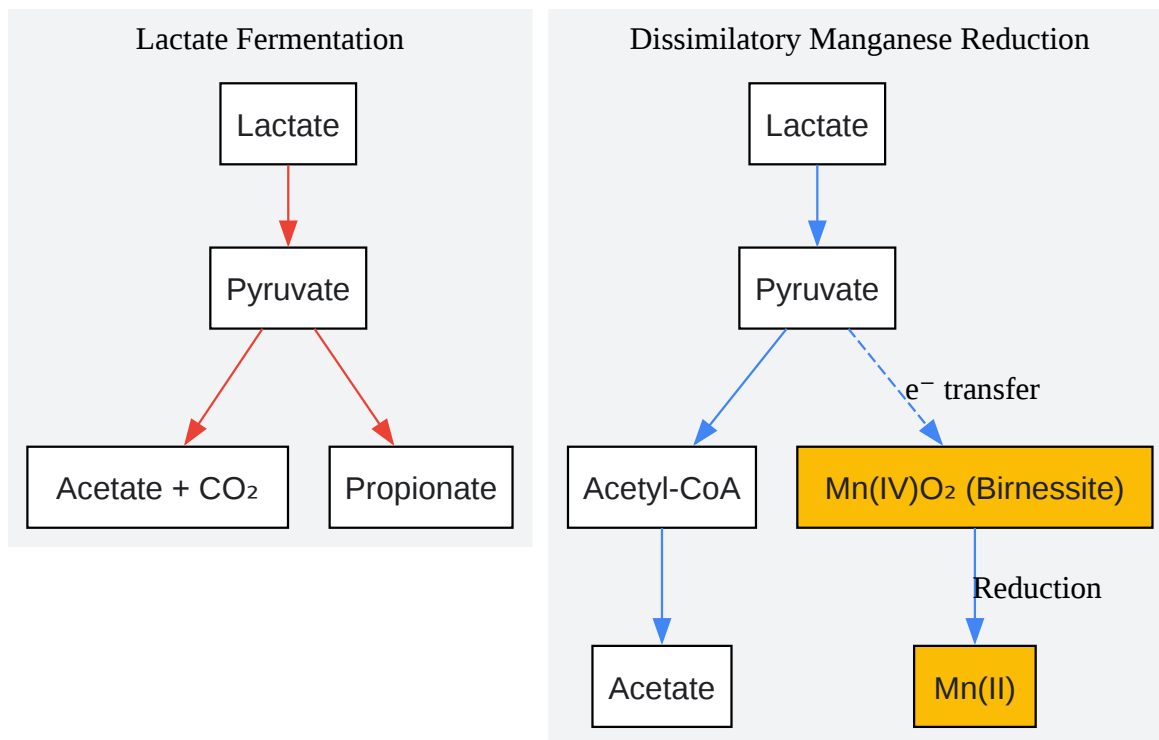 Lactate Fermentation
Lactate
Pyruvate
Acetate + CO₂
Propionate
Dissimilatory Manganese Reduction
Lactate
Pyruvate
e⁻ transfer
Acetyl-CoA
Mn(IV)O₂ (Birnessite)
Reduction
Acetate
Mn(II)